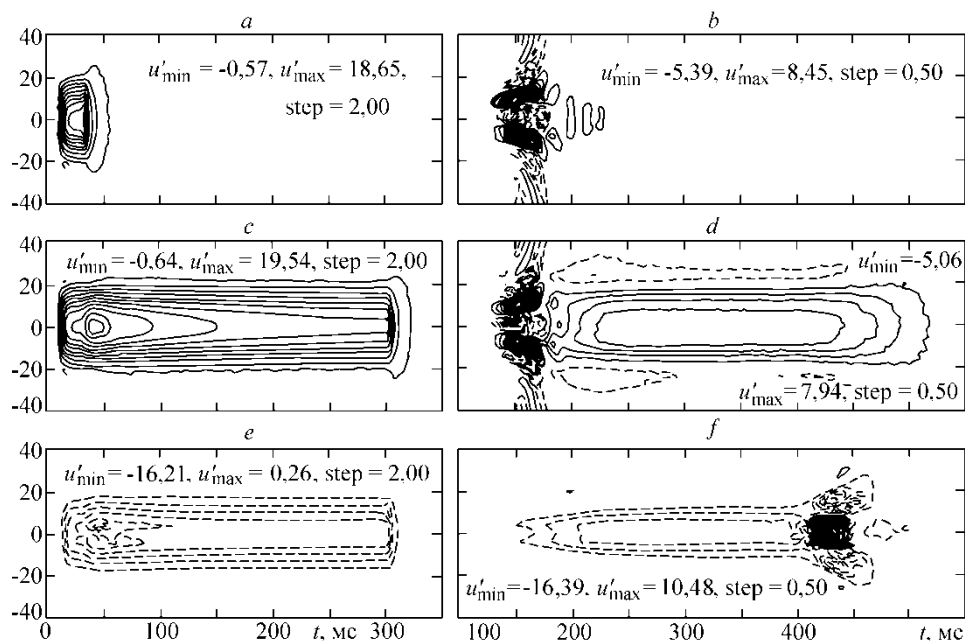 a
b
40
20
0
-20
-40
u'min = -0,57, u'max = 18,65,
step = 2,00
u'min = -5,39, u'max = 8,45, step = 0,50
c
d
40
20
0
-20
-40
u'min = -0,64, u'max = 19,54, step = 2,00
u'min = -5,06
u'max = 7,94, step = 0,50
e
f
40
20
0
-20
-40
u'min = -16,21, u'max = 0,26, step = 2,00
u'min = -16,39, u'max = 10,48, step = 0,50
0 100 200 300 t, мс
100 200 300 400 t, мс